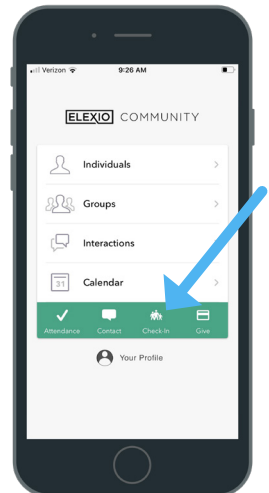 Verizon 9:26 AM
ELEXIO COMMUNITY
Individuals
Groups
Interactions
31 Calendar
Attendance Contact Check-In Give
Your Profile